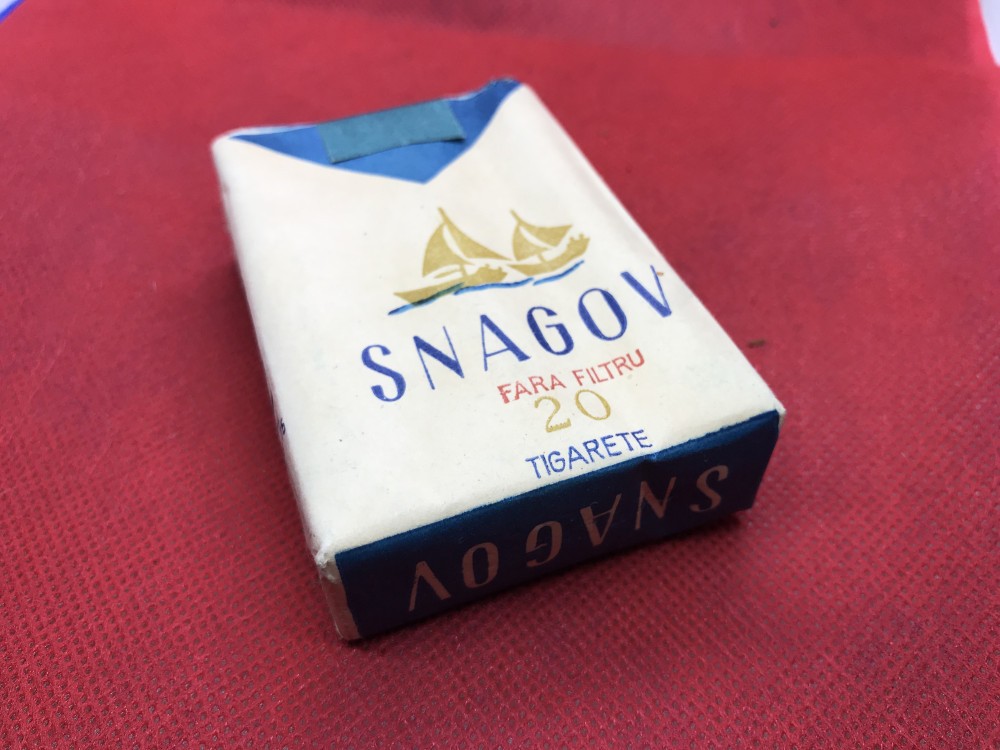 SNAGOV
FARA FILTRU
20
TIGARETE
SNAGOV